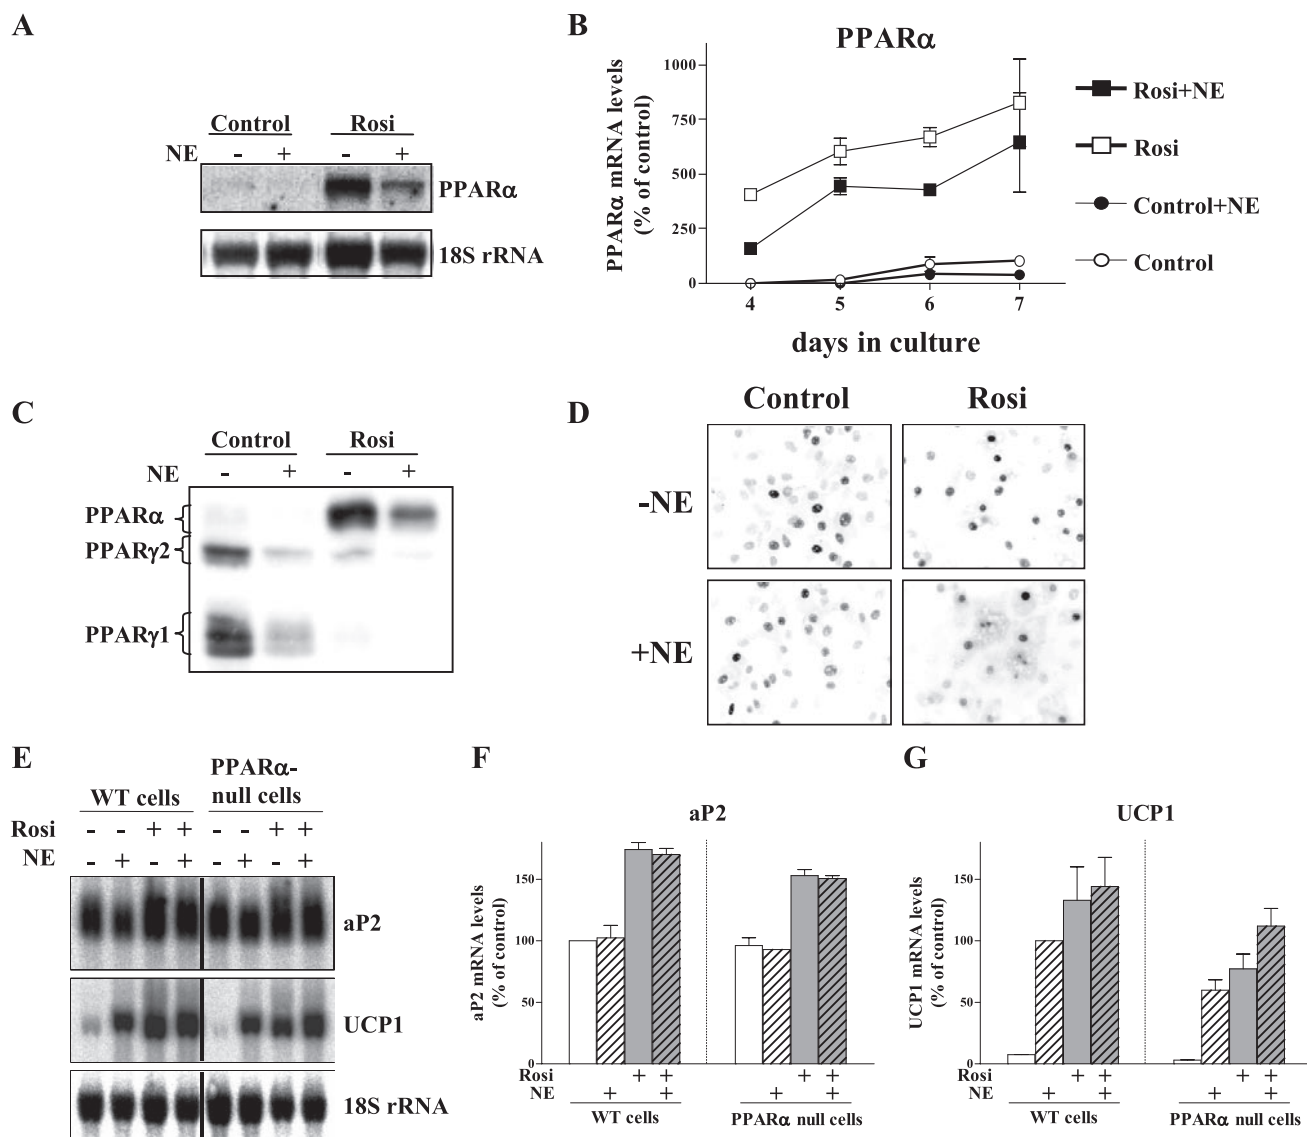 A
Control Rosi
NE - + - +
PPARα
18S rRNA
B
PPARα
PPARα mRNA levels
(% of control)
1000
750
500
250
0
4 5 6 7
days in culture
Rosi+NE
Rosi
Control+NE
Control
C
Control Rosi
NE - + - +
PPARα
PPARγ2
PPARγ1
D
Control Rosi
-NE
+NE
E
WT cells
PPARα-
null cells
Rosi - - + + - - + +
NE - + - + - + - +
aP2
UCP1
18S rRNA
F
aP2
aP2 mRNA levels
(% of control)
150
100
50
0
Rosi + + + +
NE + + + +
WT cells PPARα null cells
G
UCP1
UCP1 mRNA levels
(% of control)
150
100
50
0
Rosi + + + +
NE + + + +
WT cells PPARα null cells